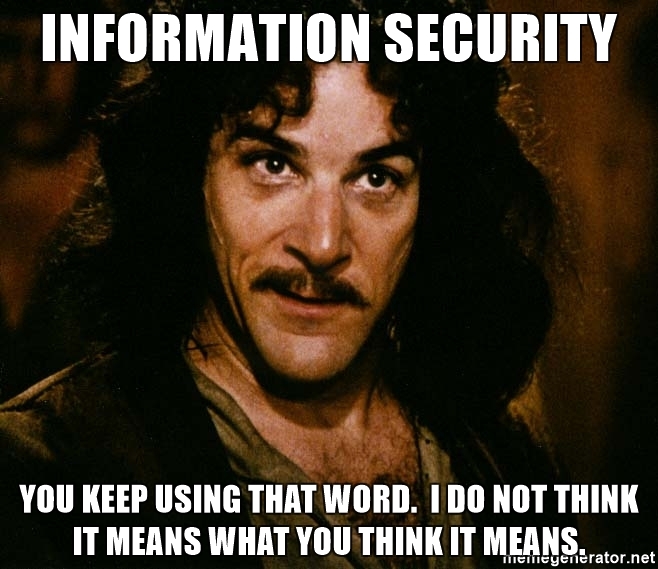 INFORMATION SECURITY
YOU KEEP USING THAT WORD. I DO NOT THINK
IT MEANS WHAT YOU THINK IT MEANS.
memegenerator.net